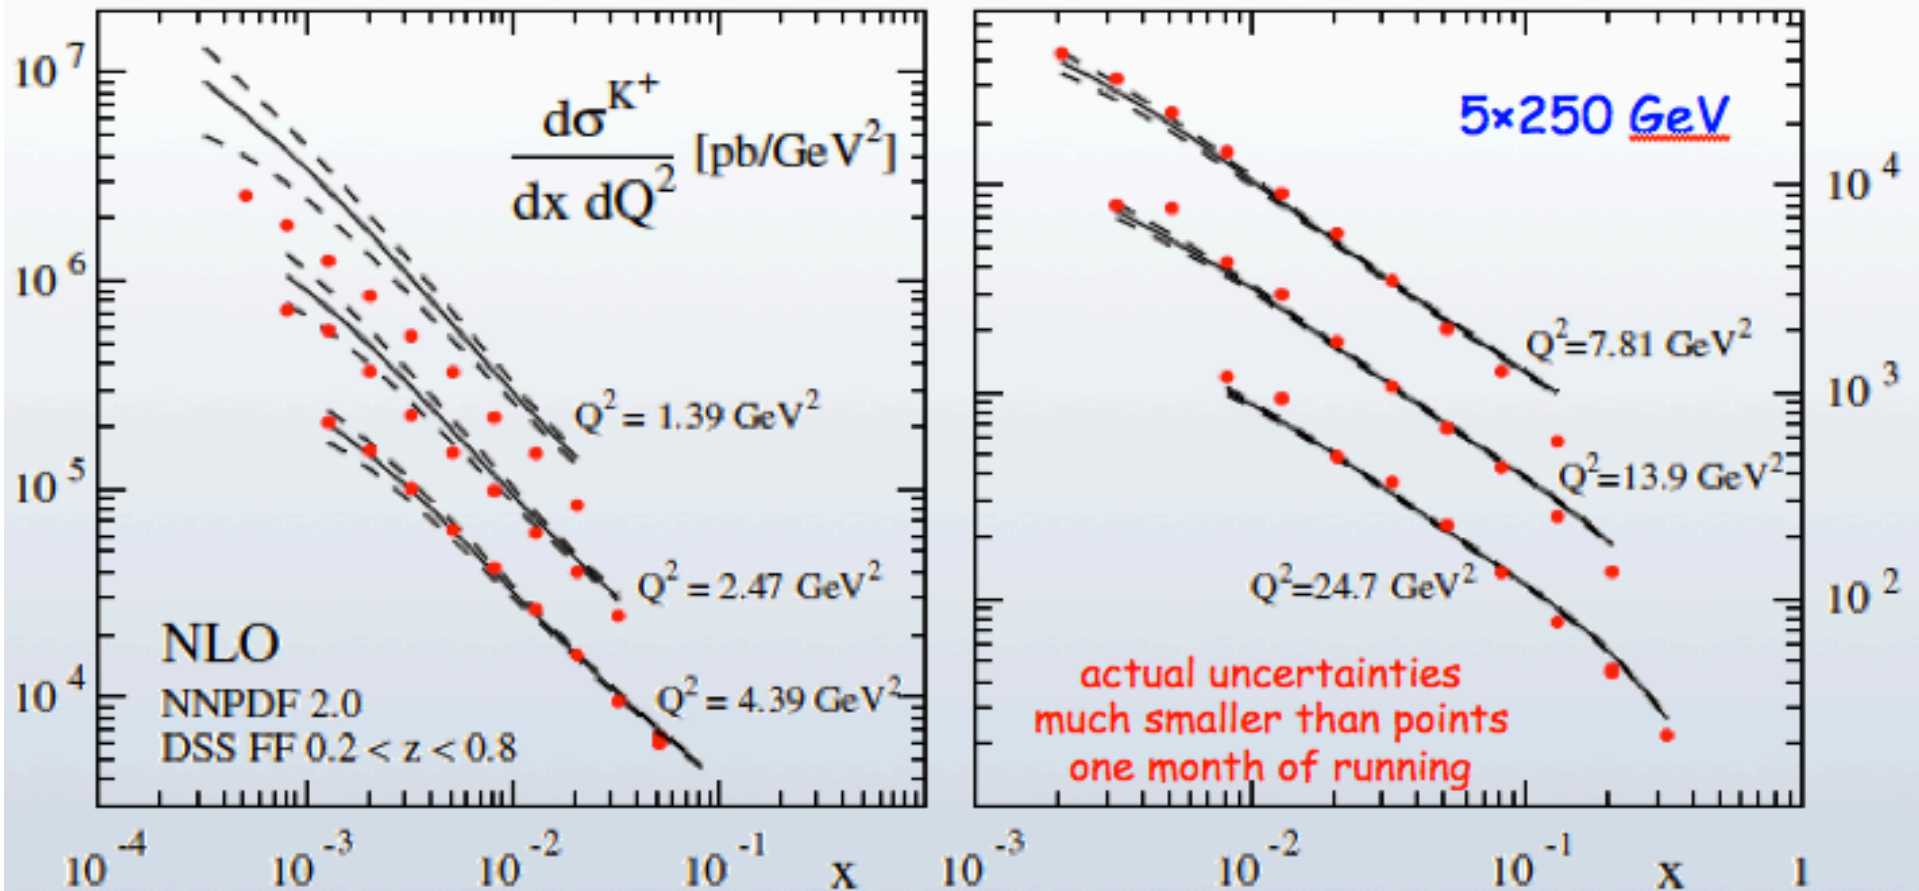 10^7
10^6
10^5
10^4
dσ^{K^+}
dx dQ^2
[pb/GeV^2]
Q^2 = 1.39 GeV^2
Q^2 = 2.47 GeV^2
Q^2 = 4.39 GeV^2
NLO
NNPDF 2.0
DSS FF 0.2 < z < 0.8
10^-4 10^-3 10^-2 10^-1 x
5×250 GeV
Q^2=7.81 GeV^2
Q^2=13.9 GeV^2
Q^2=24.7 GeV^2
actual uncertainties
much smaller than points
one month of running
10^4
10^3
10^2
10^-3 10^-2 10^-1 x 1